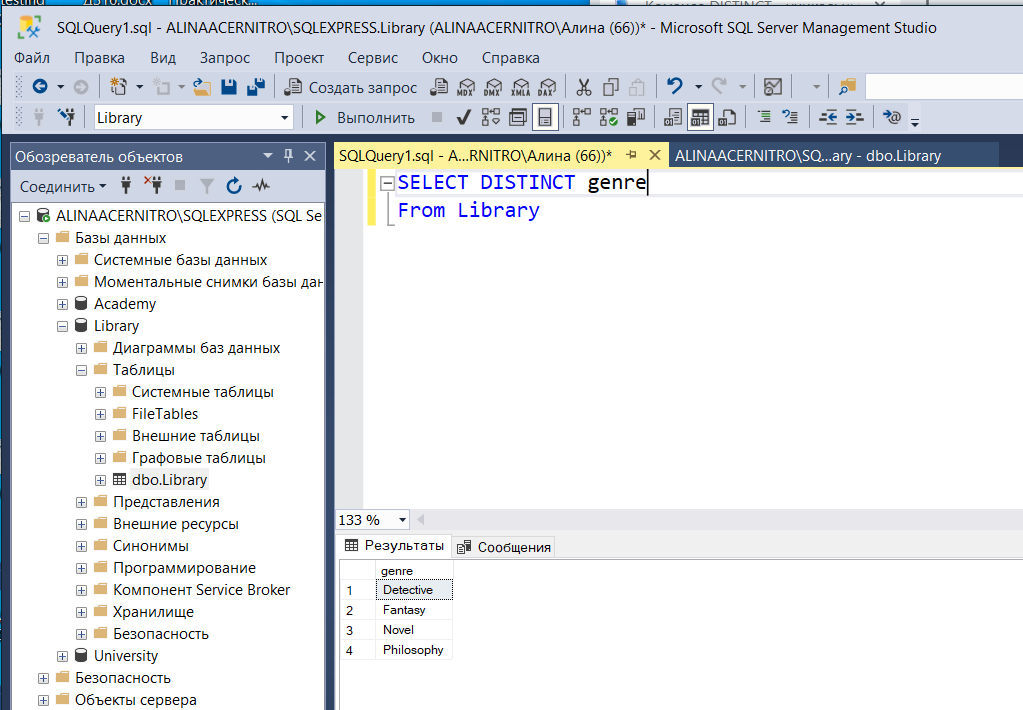 SQLQuery1.sql - ALINAACERNITRO\SQLEXPRESS.Library (ALINAACERNITRO\Алина (66))* - Microsoft SQL Server Management Studio
Файл Правка Вид Запрос Проект Сервис Окно Справка
Создать запрос MDX DMX XMLA DAX
Library Выполнить
Обозреватель объектов
SQLQuery1.sql - A...RNITRO\Алина (66))* ALINAACERNITRO\SQ...ary - dbo.Library
Соединить
SELECT DISTINCT genre
From Library
ALINAACERNITRO\SQLEXPRESS (SQL Se
Базы данных
Системные базы данных
Моментальные снимки базы дан
Academy
Library
Диаграммы баз данных
Таблицы
Системные таблицы
FileTables
Внешние таблицы
Графовые таблицы
dbo.Library
Представления
Внешние ресурсы
Синонимы
Программирование
Компонент Service Broker
Хранилище
Безопасность
University
Безопасность
Объекты сервера
133 %
Результаты Сообщения
genre
1 Detective
2 Fantasy
3 Novel
4 Philosophy